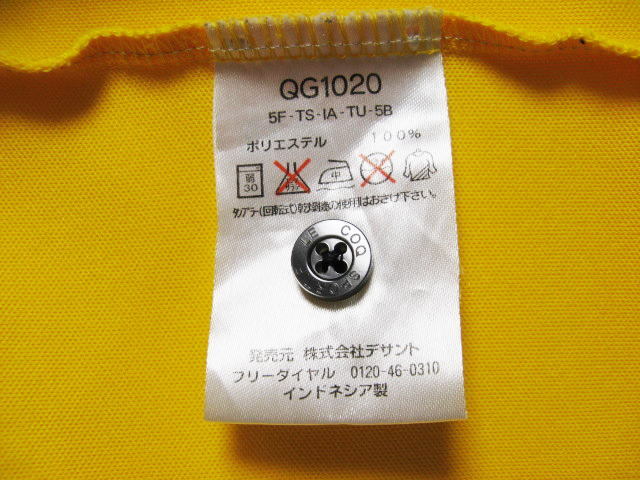 QG1020
5F-TS-IA-TU-5B
ポリエステル 100%
弱 30 中
タンブラー(回転式)乾燥機の使用はおさけ下さい。
LE COQ SPORTIF
発売元 株式会社デサント
フリーダイヤル 0120-46-0310
インドネシア製